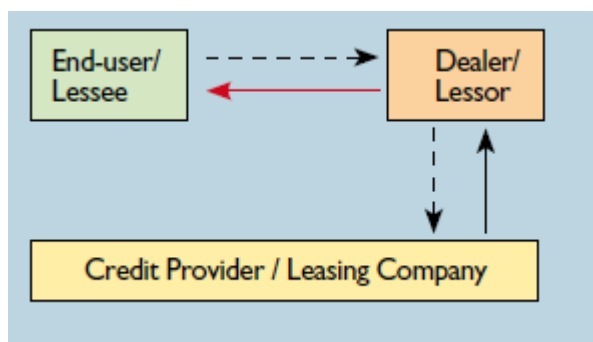 End-user/
Lessee
Dealer/
Lessor
Credit Provider / Leasing Company